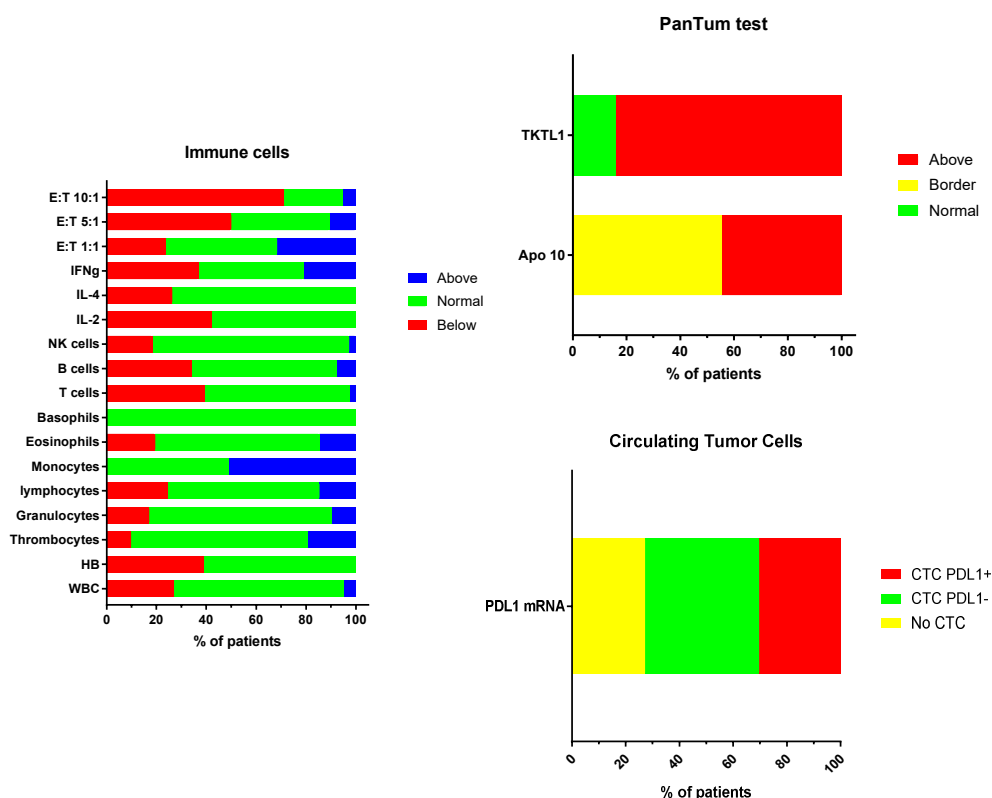 Immune cells
E:T 10:1
E:T 5:1
E:T 1:1
IFNg
IL-4
IL-2
NK cells
B cells
T cells
Basophils
Eosinophils
Monocytes
lymphocytes
Granulocytes
Thrombocytes
HB
WBC
0 20 40 60 80 100
% of patients
Above
Normal
Below
PanTum test
TKTL1
Apo 10
0 20 40 60 80 100
% of patients
Above
Border
Normal
Circulating Tumor Cells
PDL1 mRNA
0 20 40 60 80 100
% of patients
CTC PDL1+
CTC PDL1-
No CTC